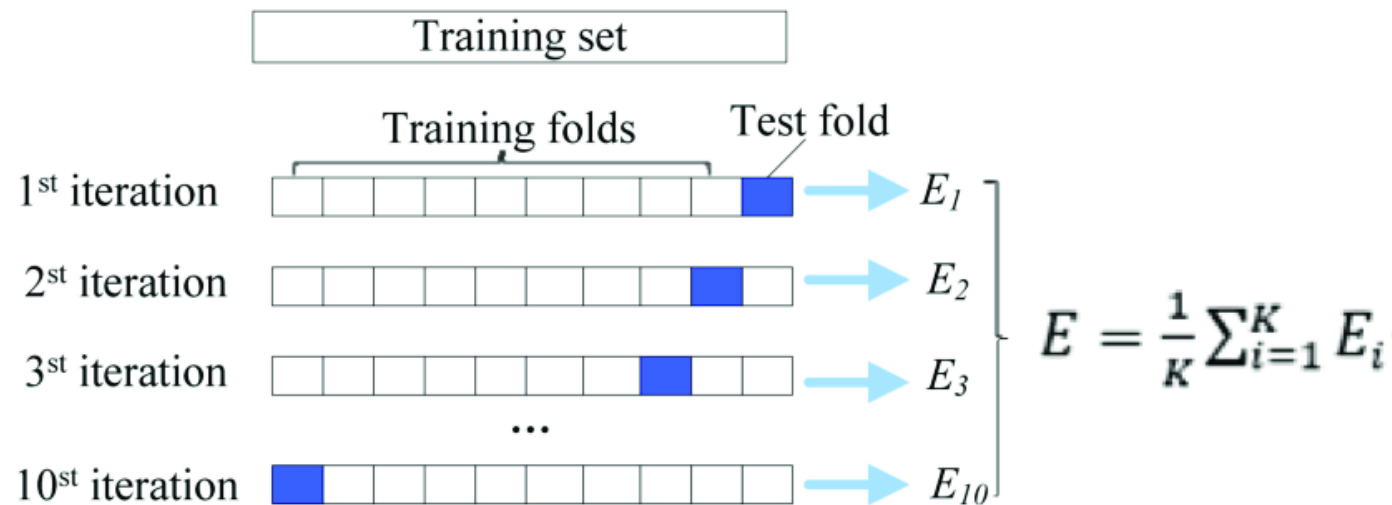 Training set
Training folds
Test fold
1st iteration
E1
2st iteration
E2
3st iteration
E3
...
10st iteration
E10
E = 1/K ∑_{i=1}^{K} Ei